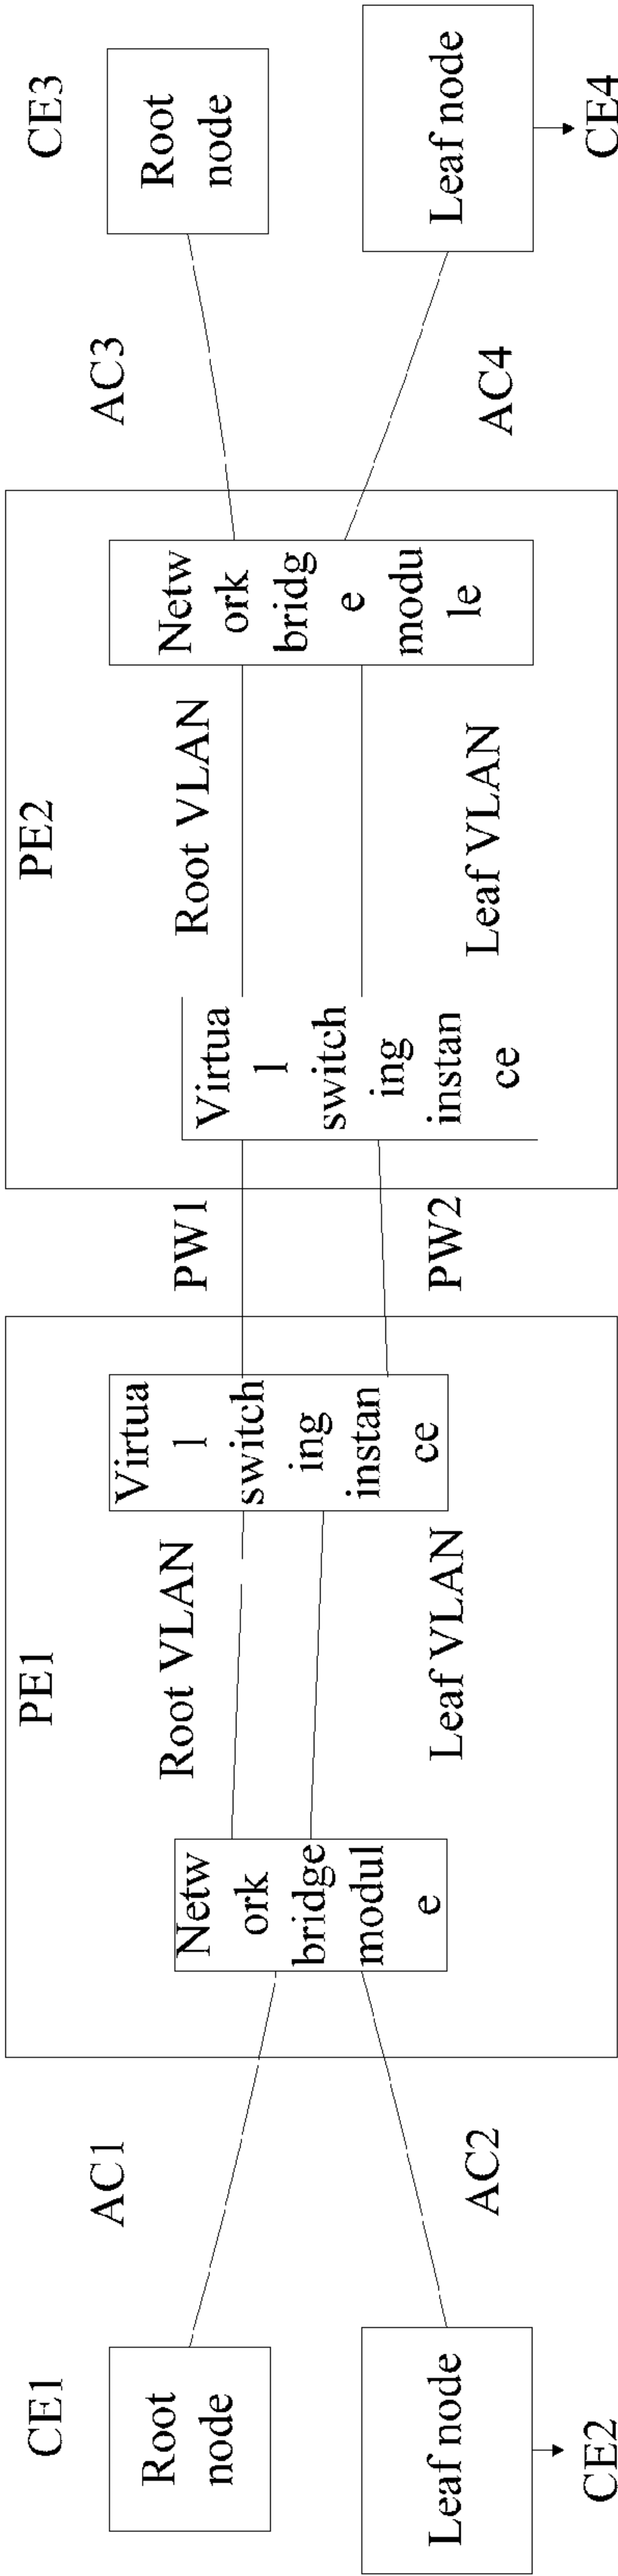 CE1
Root
node
Leaf node
CE2
AC1
AC2
PE1
Netw
ork
bridge
modul
e
Root VLAN
Leaf VLAN
Virtua
l
switch
ing
instan
ce
PW1
PW2
PE2
Virtua
l
switch
ing
instan
ce
Root VLAN
Leaf VLAN
Netw
ork
bridg
e
modu
le
AC3
AC4
CE3
Root
node
Leaf node
CE4